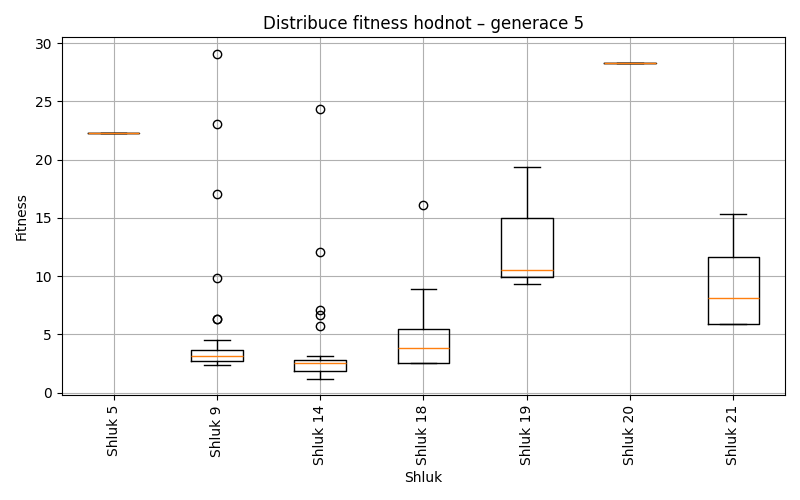 Distribuce fitness hodnot – generace 5
Fitness
30
25
20
15
10
5
0
Shluk 5
Shluk 9
Shluk 14
Shluk 18
Shluk 19
Shluk 20
Shluk 21
Shluk